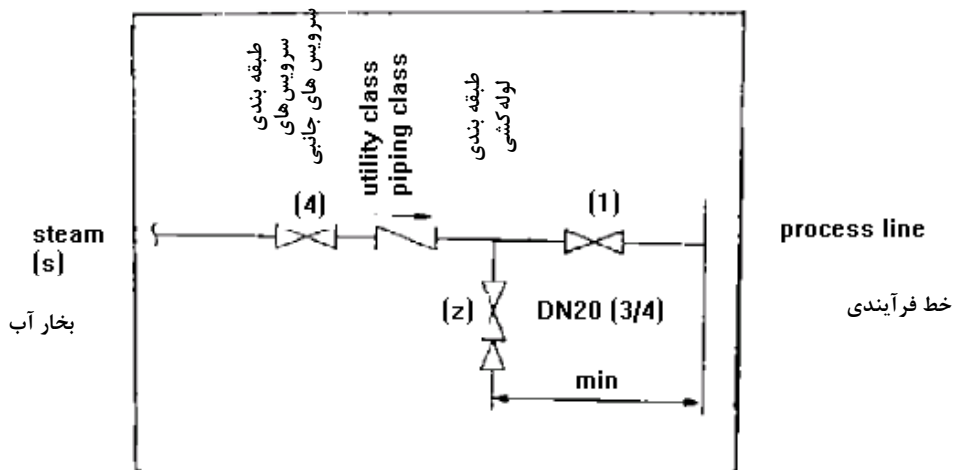 طبقه بندی
سرویس‌های
سرویس های جانبی
utility class
piping class
طبقه بندی
لوله‌کشی
(4)
(1)
steam
(s)
process line
بخار آب
خط فرآیندی
(z)
DN20 (3/4)
min